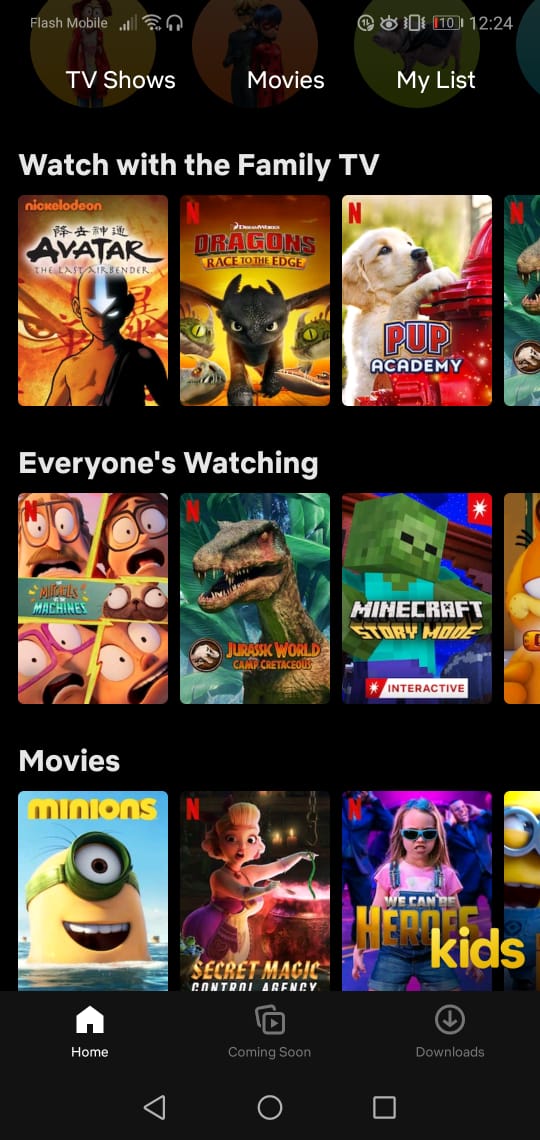 Flash Mobile
10
12:24
TV Shows
Movies
My List
Watch with the Family TV
nickelodeon
降去神通
AVATAR
THE LAST AIRBENDER
N
DREAMWORKS
DRAGONS
RACE TO THE EDGE
N
PUP
ACADEMY
N
Everyone's Watching
N
THE
MITCHELLS
VS THE
MACHINES
N
JURASSIC WORLD
CAMP CRETACEOUS
MINECRAFT
STORY MODE
INTERACTIVE
Movies
MINIONS
N
SECRET MAGIC
CONTROL AGENCY
N
WE CAN BE
HEROES
kids
Home
Coming Soon
Downloads